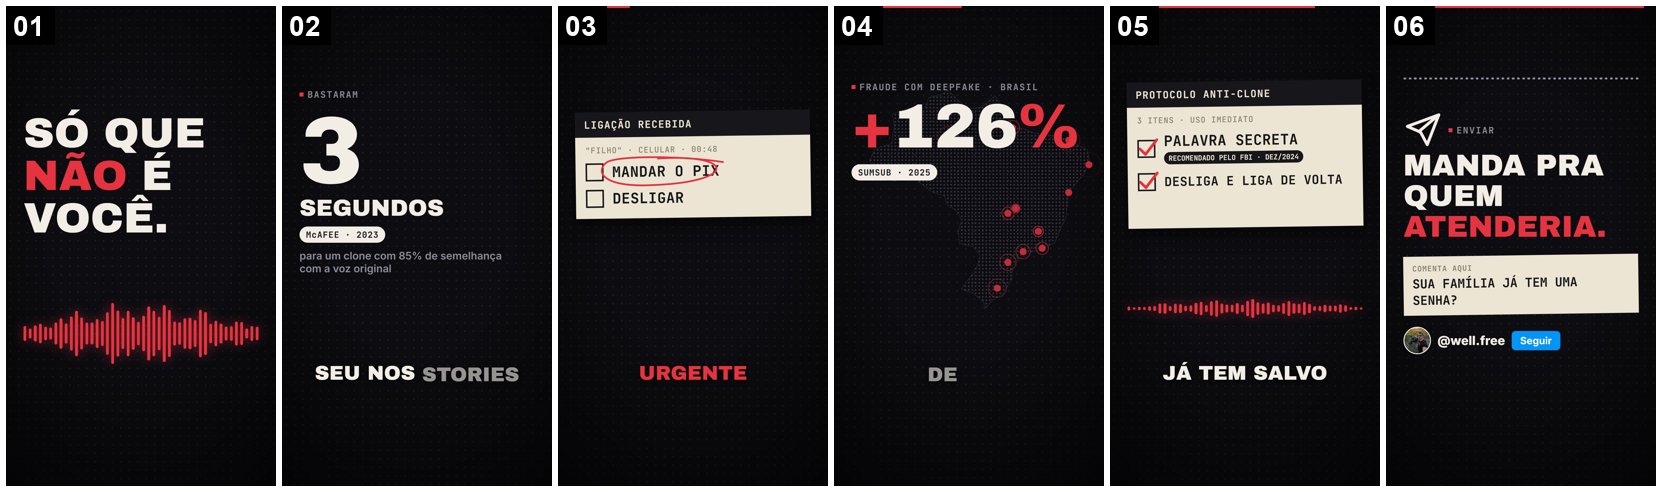 01
SÓ QUE
NÃO É
VOCÊ.
02
BASTARAM
3
SEGUNDOS
McAFEE · 2023
para um clone com 85% de semelhança
com a voz original
SEU NOS STORIES
03
LIGAÇÃO RECEBIDA
"FILHO" · CELULAR · 00:48
MANDAR O PIX
DESLIGAR
URGENTE
04
FRAUDE COM DEEPFAKE · BRASIL
+126%
SUMSUB · 2025
DE
05
PROTOCOLO ANTI-CLONE
3 ITENS · USO IMEDIATO
PALAVRA SECRETA
RECOMENDADO PELO FBI · DEZ/2024
DESLIGA E LIGA DE VOLTA
JÁ TEM SALVO
06
ENVIAR
MANDA PRA
QUEM
ATENDERIA.
COMENTA AQUI
SUA FAMÍLIA JÁ TEM UMA
SENHA?
@well.free Seguir